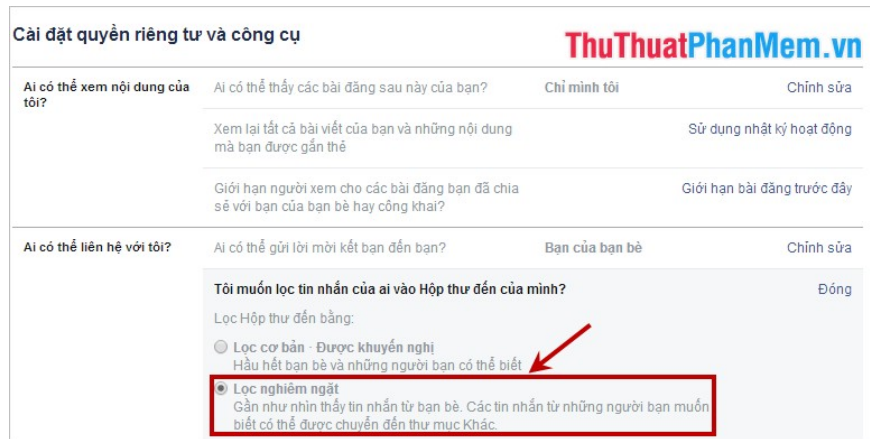 Cài đặt quyền riêng tư và công cụ
ThuThuatPhanMem.vn
Ai có thể xem nội dung của tôi?
Ai có thể thấy các bài đăng sau này của bạn? Chỉ mình tôi Chỉnh sửa
Xem lại tất cả bài viết của bạn và những nội dung
mà bạn được gắn thẻ
Sử dụng nhật ký hoạt động
Giới hạn người xem cho các bài đăng bạn đã chia
sẻ với bạn của bạn bè hay công khai?
Giới hạn bài đăng trước đây
Ai có thể liên hệ với tôi?
Ai có thể gửi lời mời kết bạn đến bạn? Bạn của bạn bè Chỉnh sửa
Tôi muốn lọc tin nhắn của ai vào Hộp thư đến của mình? Đóng
Lọc Hộp thư đến bằng:
Lọc cơ bản · Được khuyến nghị
Hầu hết bạn bè và những người bạn có thể biết
Lọc nghiêm ngặt
Gần như nhìn thấy tin nhắn từ bạn bè. Các tin nhắn từ những người bạn muốn
biết có thể được chuyển đến thư mục Khác.